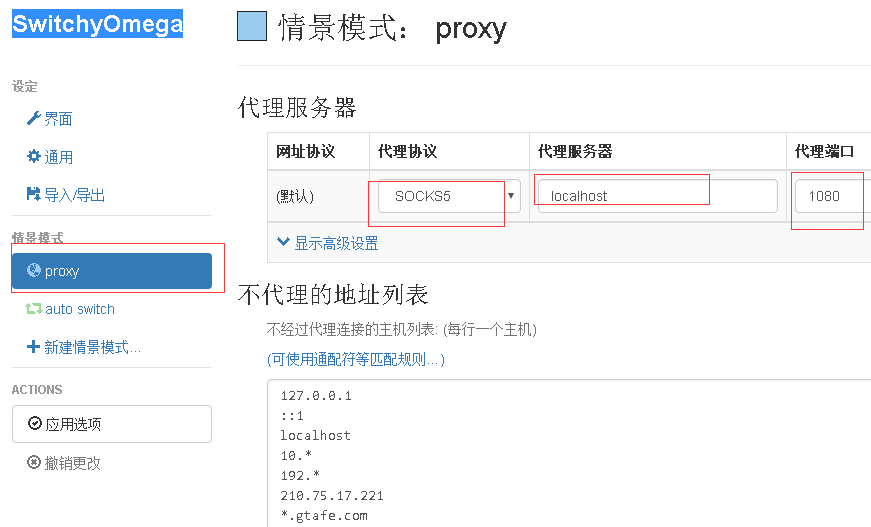 SwitchyOmega
设定
界面
通用
导入/导出
情景模式
proxy
auto switch
新建情景模式...
ACTIONS
应用选项
撤销更改
情景模式： proxy
代理服务器
网址协议 代理协议 代理服务器 代理端口
(默认) SOCKS5 localhost 1080
显示高级设置
不代理的地址列表
不经过代理连接的主机列表: (每行一个主机)
(可使用通配符等匹配规则...)
127.0.0.1
::1
localhost
10.*
192.*
210.75.17.221
*.gtafe.com